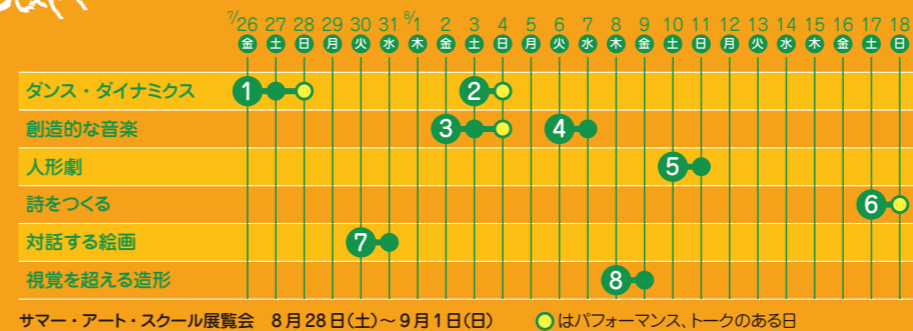 7/26 27 28 29 30 31 8/1 2 3 4 5 6 7 8 9 10 11 12 13 14 15 16 17 18
金 土 日 月 火 水 木 金 土 日 月 火 水 木 金 土 日 月 火 水 木 金 土 日
ダンス・ダイナミクス 1 2
創造的な音楽 3 4
人形劇 5
詩をつくる 6
対話する絵画 7
視覚を超える造形 8
サマー・アート・スクール展覧会 8月28日(土)〜9月1日(日) はパフォーマンス、トークのある日